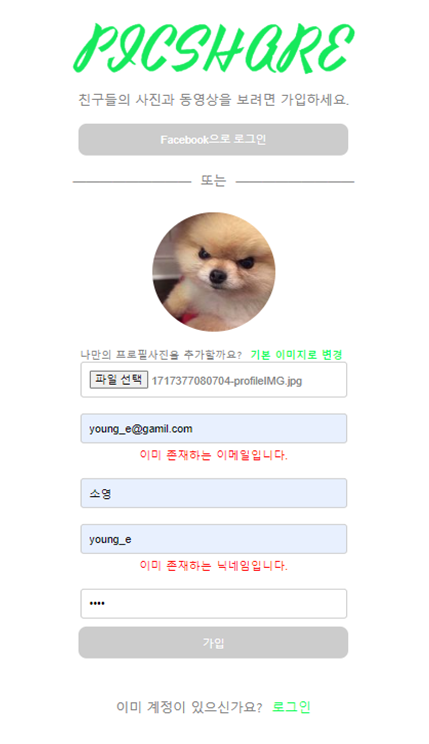 PICSHARE
친구들의 사진과 동영상을 보려면 가입하세요.
Facebook으로 로그인
또는
나만의 프로필사진을 추가할까요? 기본 이미지로 변경
파일 선택 1717377080704-profileIMG.jpg
young_e@gamil.com
이미 존재하는 이메일입니다.
소영
young_e
이미 존재하는 닉네임입니다.
••••
가입
이미 계정이 있으신가요? 로그인